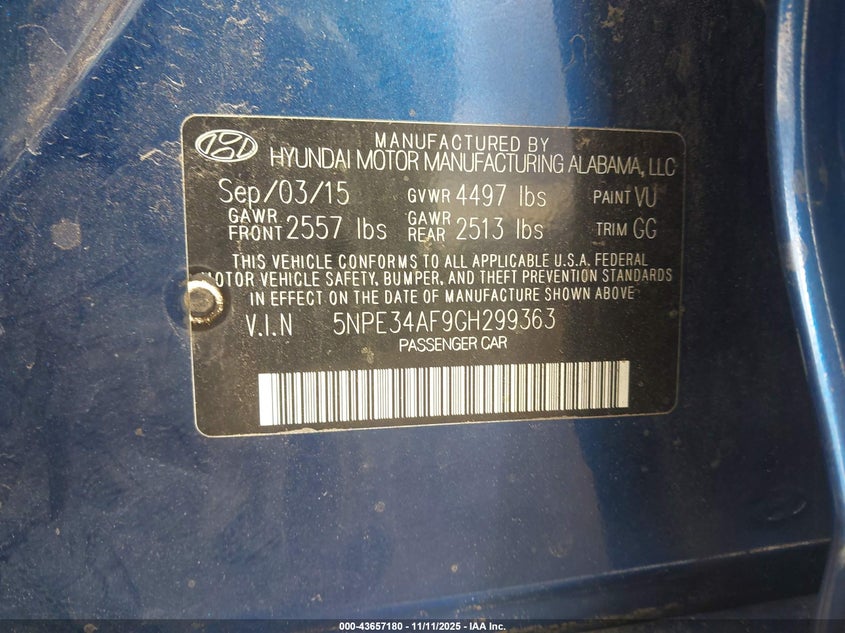 MANUFACTURED BY
HYUNDAI MOTOR MANUFACTURING ALABAMA, LLC
Sep/03/15 GVWR 4497 lbs PAINT VU
GAWR FRONT 2557 lbs GAWR REAR 2513 lbs TRIM GG
THIS VEHICLE CONFORMS TO ALL APPLICABLE U.S.A. FEDERAL
MOTOR VEHICLE SAFETY, BUMPER, AND THEFT PREVENTION STANDARDS
IN EFFECT ON THE DATE OF MANUFACTURE SHOWN ABOVE
V.I.N 5NPE34AF9GH299363
PASSENGER CAR
000-43657180 - 11/11/2025 - IAA Inc.